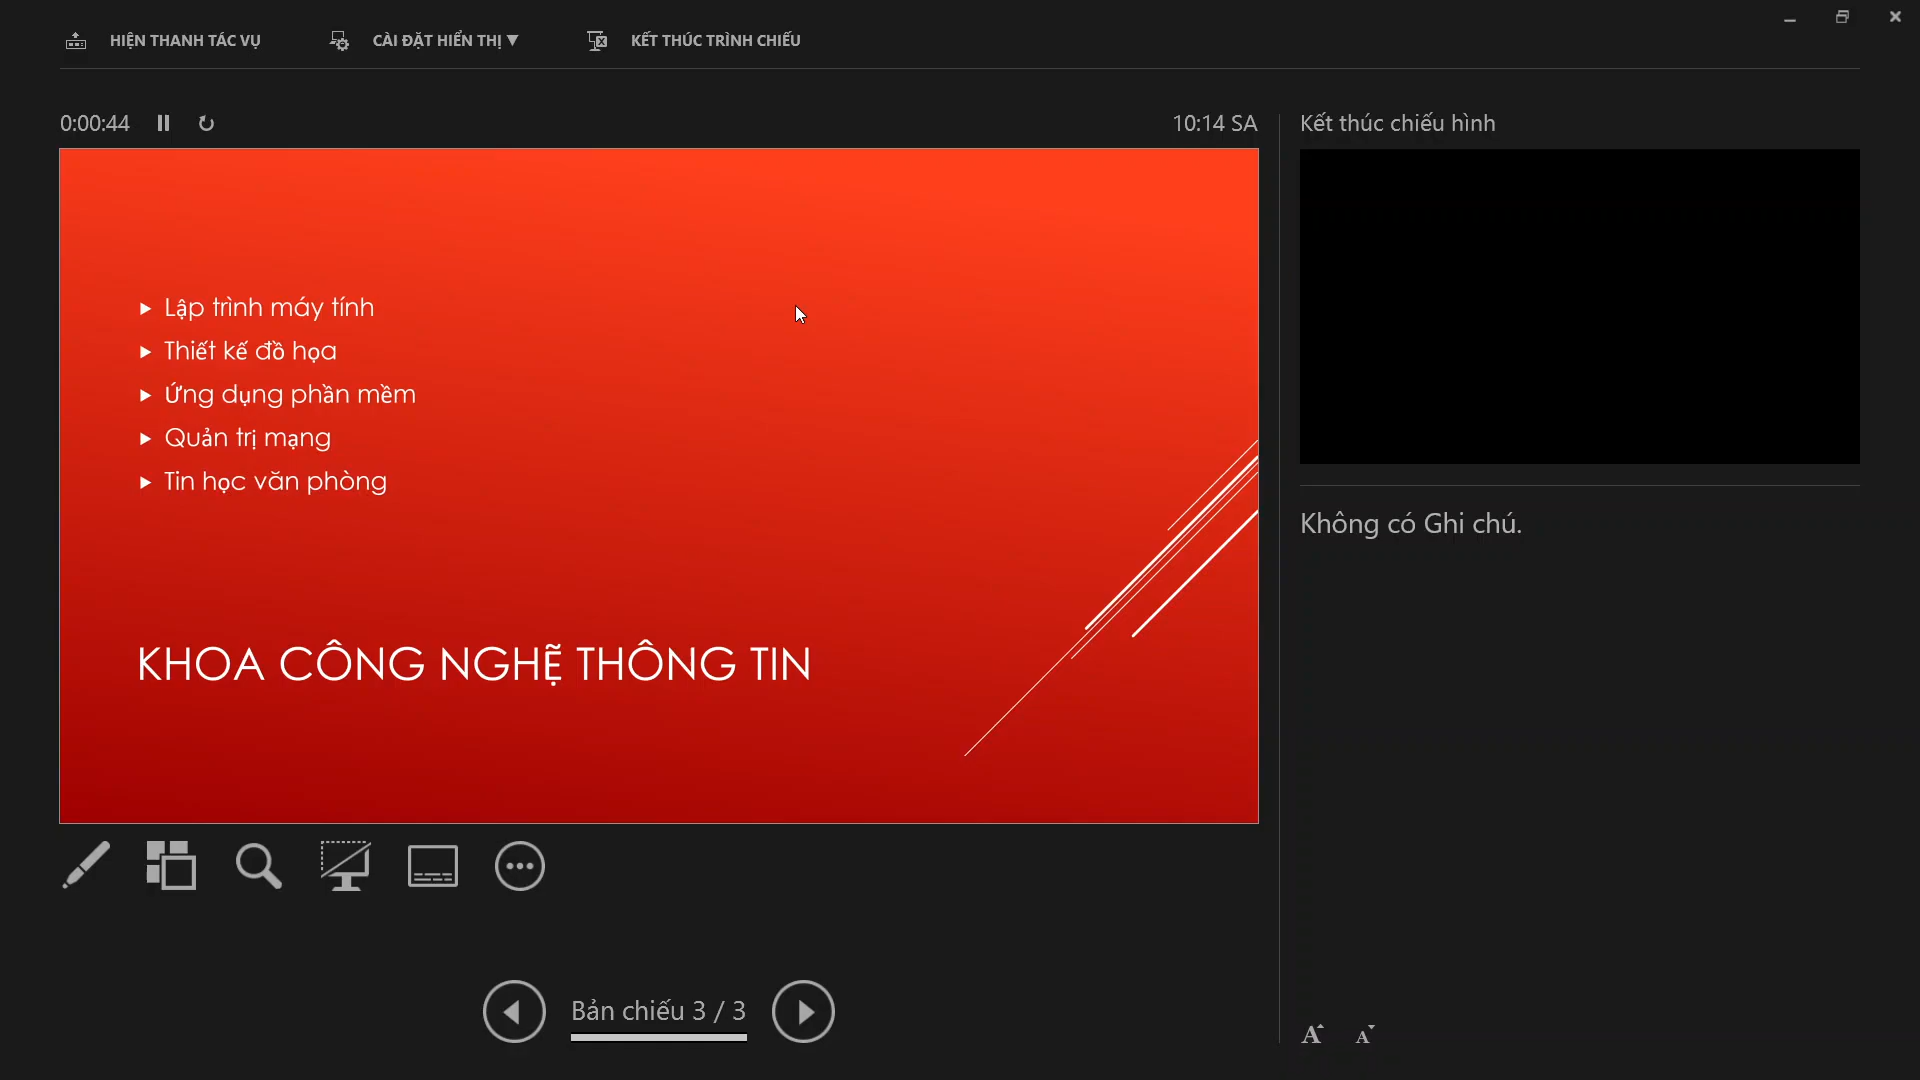 HIỆN THANH TÁC VỤ
CÀI ĐẶT HIỂN THỊ ▼
KẾT THÚC TRÌNH CHIẾU
0:00:44
10:14 SA
Kết thúc chiếu hình
Lập trình máy tính
Thiết kế đồ họa
Ứng dụng phần mềm
Quản trị mạng
Tin học văn phòng
KHOA CÔNG NGHỆ THÔNG TIN
Không có Ghi chú.
Bản chiếu 3 / 3
A A